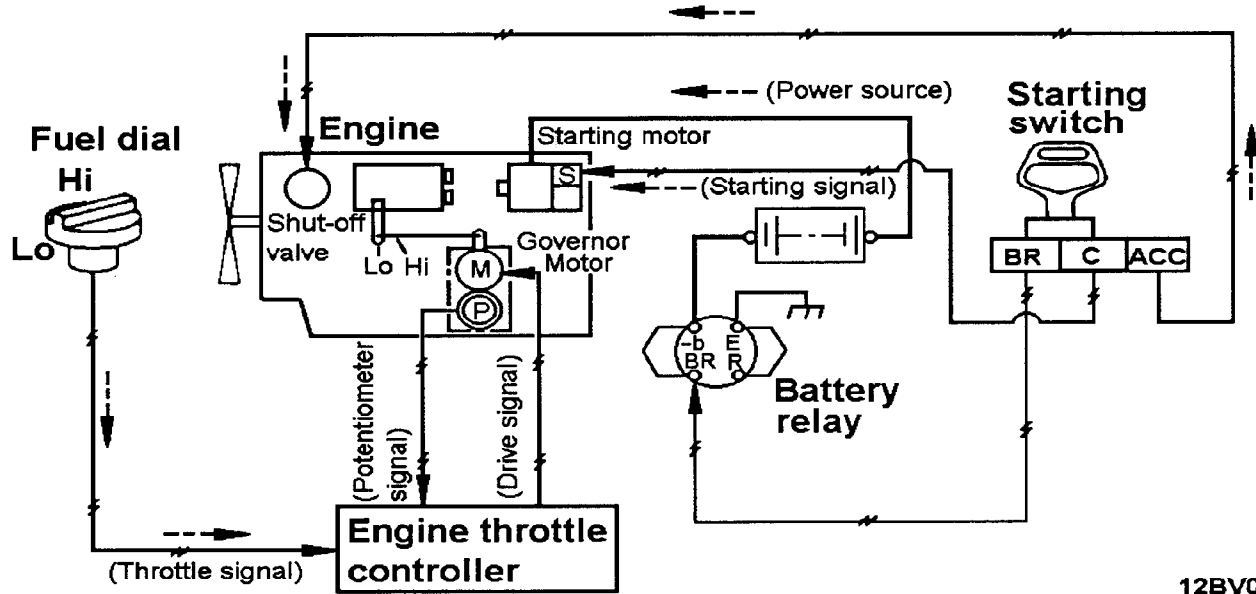 (Power source)
Starting
switch
Engine
Starting motor
Fuel dial
Hi
Lo
S
(Starting signal)
Shut-off
valve
Lo Hi
Governor
Motor
M
P
BR C ACC
-b E
BR R
Battery
relay
(Potentiometer
signal)
(Drive signal)
Engine throttle
controller
(Throttle signal)